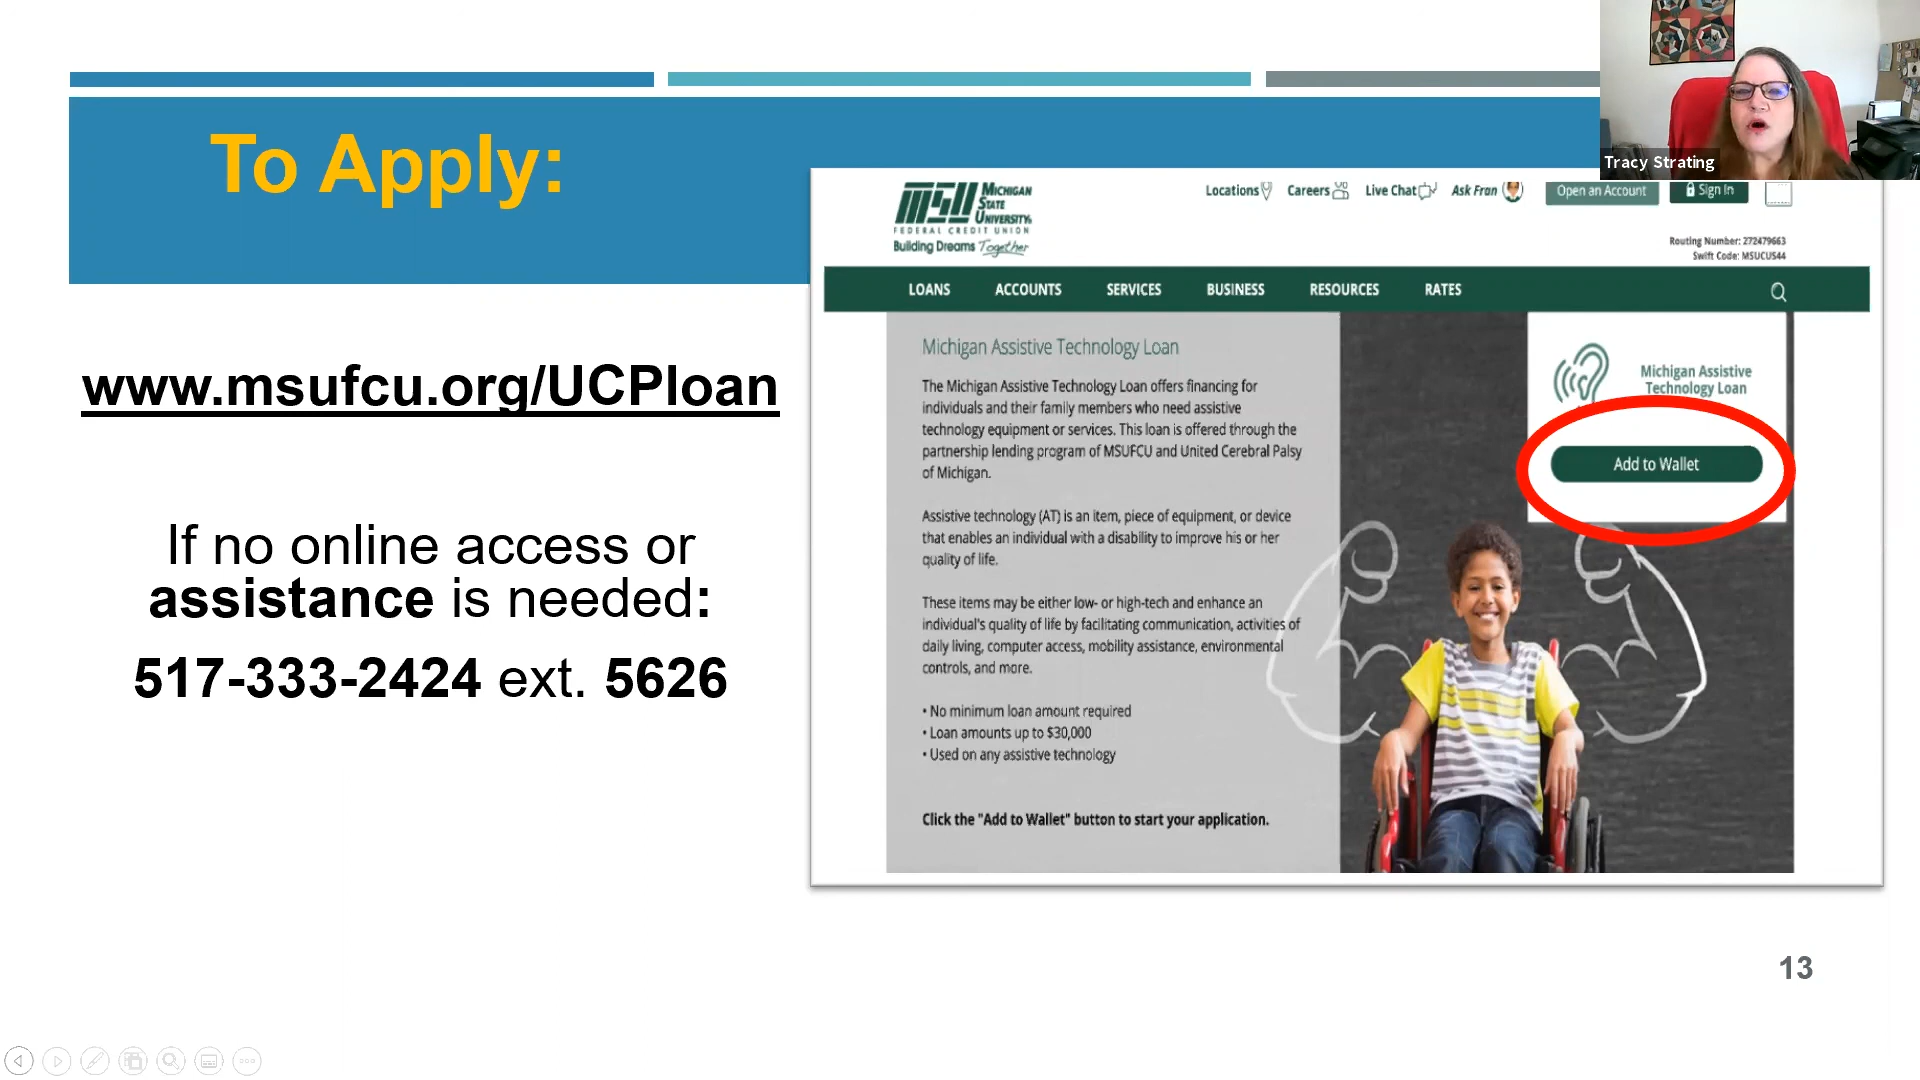 To Apply:
www.msufcu.org/UCPloan
If no online access or
assistance is needed:
517-333-2424 ext. 5626
Tracy Strating
MSU MICHIGAN
STATE
UNIVERSITY
FEDERAL CREDIT UNION
Building Dreams Together
Locations
Careers
Live Chat
Ask Fran
Open an Account
Sign In
Routing Number: 272479663
Swift Code: MSUCUS44
LOANS
ACCOUNTS
SERVICES
BUSINESS
RESOURCES
RATES
Michigan Assistive Technology Loan
The Michigan Assistive Technology Loan offers financing for
individuals and their family members who need assistive
technology equipment or services. This loan is offered through the
partnership lending program of MSUFCU and United Cerebral Palsy
of Michigan.
Assistive technology (AT) is an item, piece of equipment, or device
that enables an individual with a disability to improve his or her
quality of life.
These items may be either low- or high-tech and enhance an
individual's quality of life by facilitating communication, activities of
daily living, computer access, mobility assistance, environmental
controls, and more.
• No minimum loan amount required
• Loan amounts up to $30,000
• Used on any assistive technology
Click the "Add to Wallet" button to start your application.
Michigan Assistive
Technology Loan
Add to Wallet
13